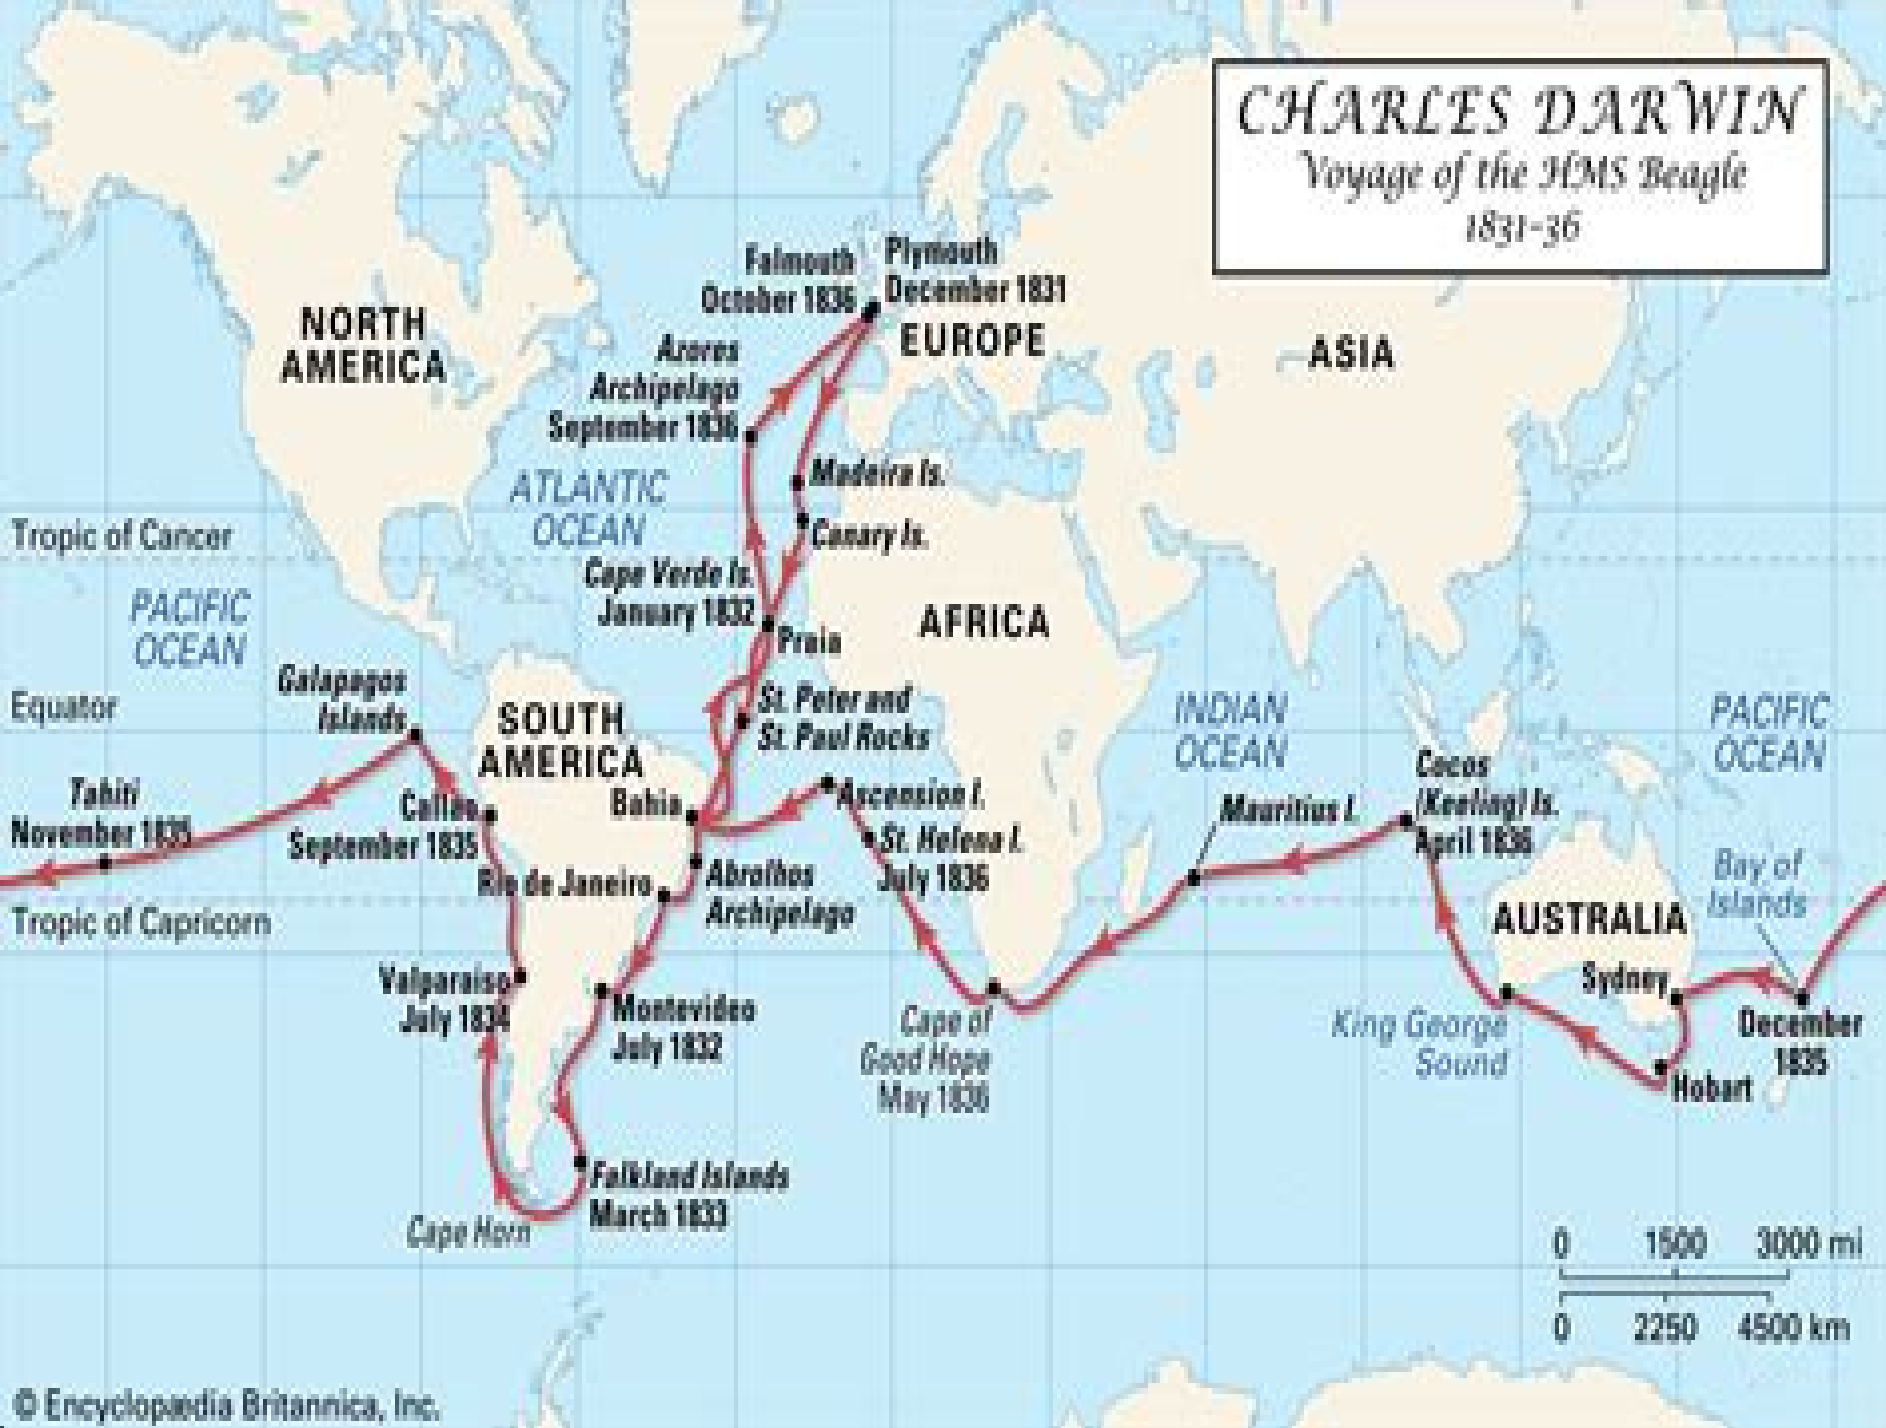 CHARLES DARWIN
Voyage of the HMS Beagle
1831-36
Falmouth
October 1836
Plymouth
December 1831
NORTH
AMERICA
EUROPE
ASIA
Azores
Archipelago
September 1836
ATLANTIC
OCEAN
Madeira Is.
Canary Is.
Tropic of Cancer
Cape Verde Is.
January 1832
Praia
AFRICA
PACIFIC
OCEAN
Galapagos
Islands
Equator
SOUTH
AMERICA
St. Peter and
St. Paul Rocks
INDIAN
OCEAN
PACIFIC
OCEAN
Tahiti
November 1835
Callao
September 1835
Bahia
Ascension I.
St. Helena I.
July 1836
Mauritius I.
Cocos
(Keeling) Is.
April 1836
Rio de Janeiro
Abrolhos
Archipelago
Bay of
Islands
Tropic of Capricorn
AUSTRALIA
Valparaiso
July 1834
Montevideo
July 1832
Cape of
Good Hope
May 1836
Sydney
King George
Sound
December
1835
Hobart
Falkland Islands
March 1833
Cape Horn
0 1500 3000 mi
0 2250 4500 km
© Encyclopædia Britannica, Inc.